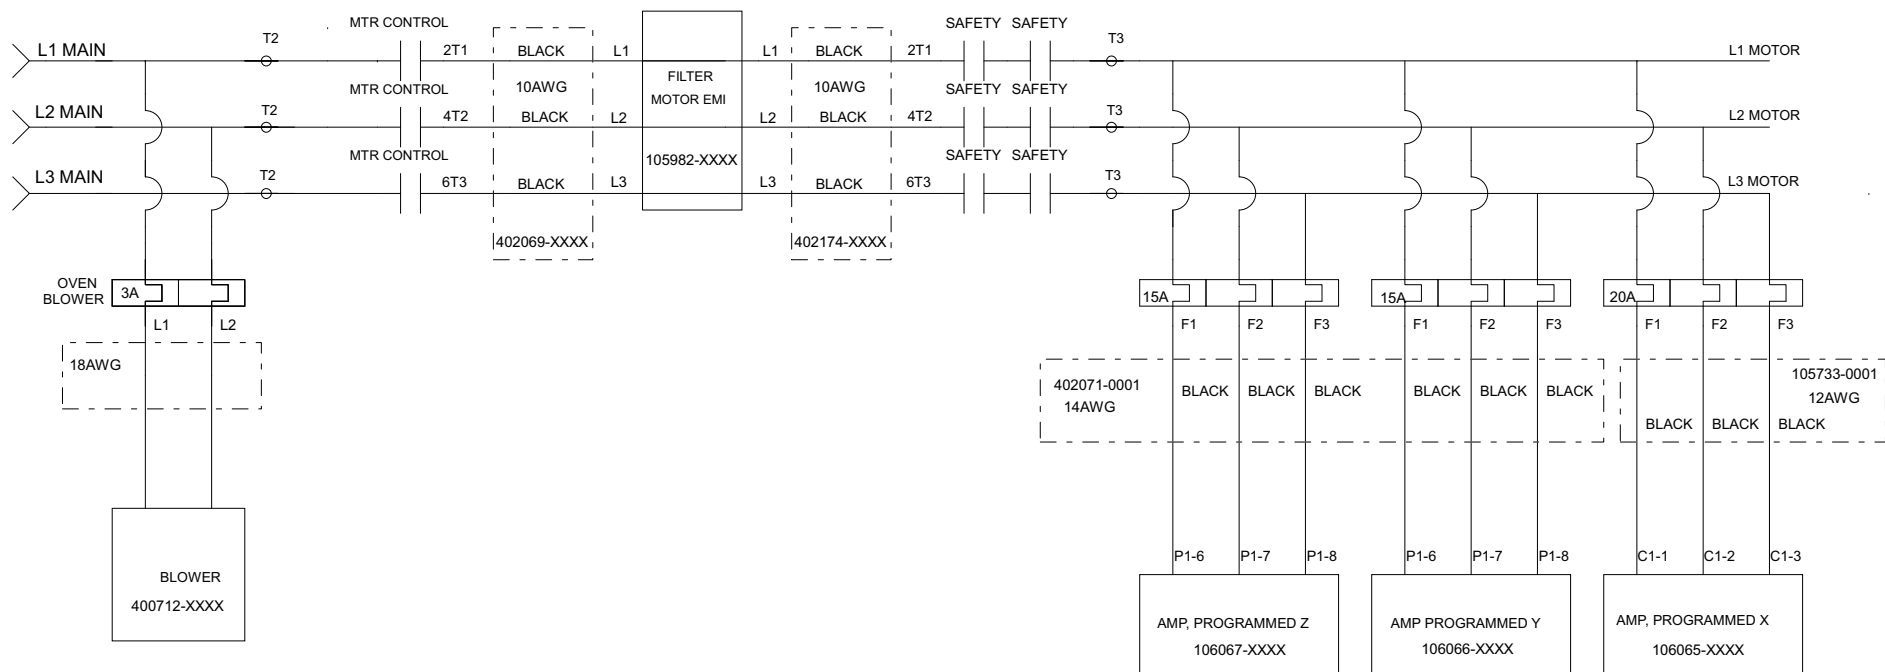 MTR CONTROL
SAFETY SAFETY
L1 MAIN T2 2T1 BLACK L1 L1 BLACK 2T1 T3 L1 MOTOR
10AWG FILTER 10AWG
MTR CONTROL MOTOR EMI SAFETY SAFETY
L2 MAIN T2 4T2 BLACK L2 L2 BLACK 4T2 T3 L2 MOTOR
MTR CONTROL 105982-XXXX SAFETY SAFETY
L3 MAIN T2 6T3 BLACK L3 L3 BLACK 6T3 T3 L3 MOTOR
402069-XXXX 402174-XXXX
OVEN
BLOWER
3A 15A 15A 20A
L1 L2 F1 F2 F3 F1 F2 F3 F1 F2 F3
18AWG
402071-0001
14AWG
BLACK BLACK BLACK BLACK BLACK BLACK
105733-0001
12AWG
BLACK BLACK BLACK
P1-6 P1-7 P1-8 P1-6 P1-7 P1-8 C1-1 C1-2 C1-3
BLOWER
400712-XXXX
AMP, PROGRAMMED Z
106067-XXXX
AMP PROGRAMMED Y
106066-XXXX
AMP, PROGRAMMED X
106065-XXXX